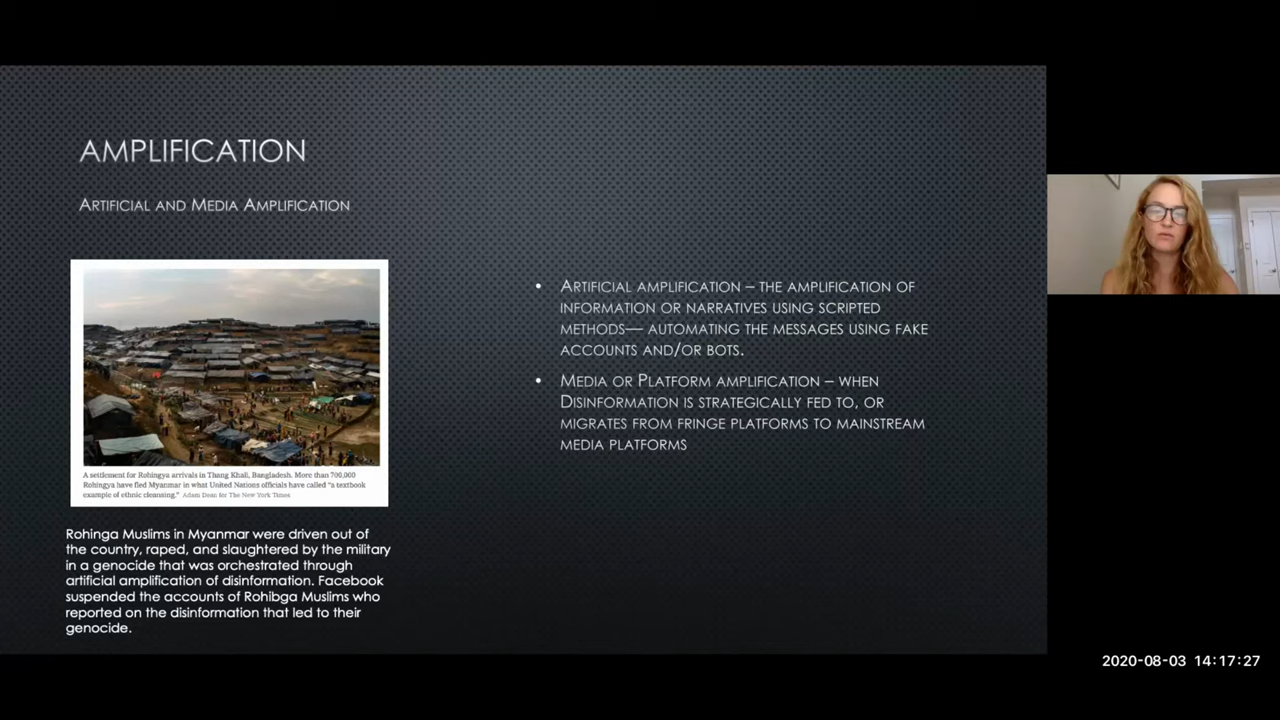 AMPLIFICATION
ARTIFICIAL AND MEDIA AMPLIFICATION
A settlement for Rohingya arrivals in Thang Khali, Bangladesh. More than 700,000
Rohingya have fled Myanmar in what United Nations officials have called "a textbook
example of ethnic cleansing." Adam Dean for The New York Times
Rohinga Muslims in Myanmar were driven out of
the country, raped, and slaughtered by the military
in a genocide that was orchestrated through
artificial amplification of disinformation. Facebook
suspended the accounts of Rohibga Muslims who
reported on the disinformation that led to their
genocide.
• ARTIFICIAL AMPLIFICATION – THE AMPLIFICATION OF
INFORMATION OR NARRATIVES USING SCRIPTED
METHODS— AUTOMATING THE MESSAGES USING FAKE
ACCOUNTS AND/OR BOTS.
• MEDIA OR PLATFORM AMPLIFICATION – WHEN
DISINFORMATION IS STRATEGICALLY FED TO, OR
MIGRATES FROM FRINGE PLATFORMS TO MAINSTREAM
MEDIA PLATFORMS
2020-08-03 14:17:27